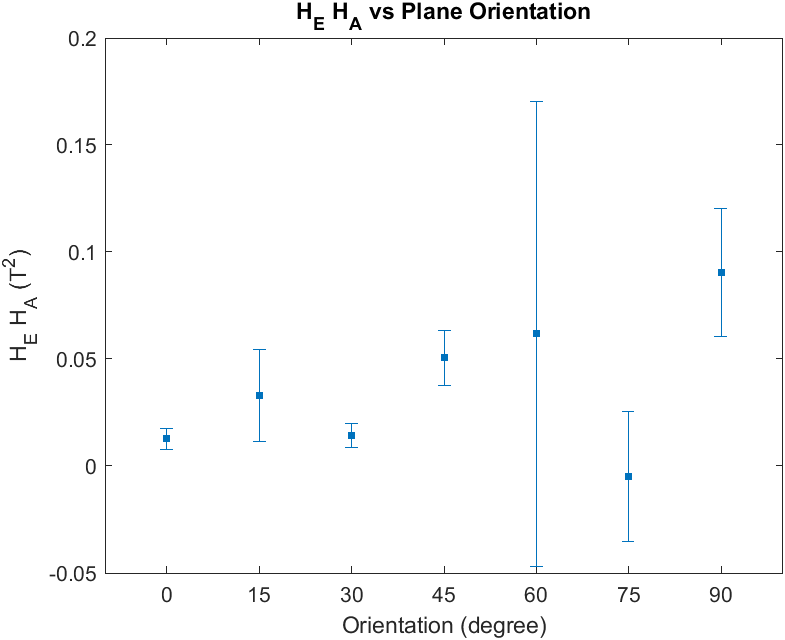 H_E H_A vs Plane Orientation
0.2
0.15
0.1
0.05
0
-0.05
H_E H_A (T^2)
0 15 30 45 60 75 90
Orientation (degree)